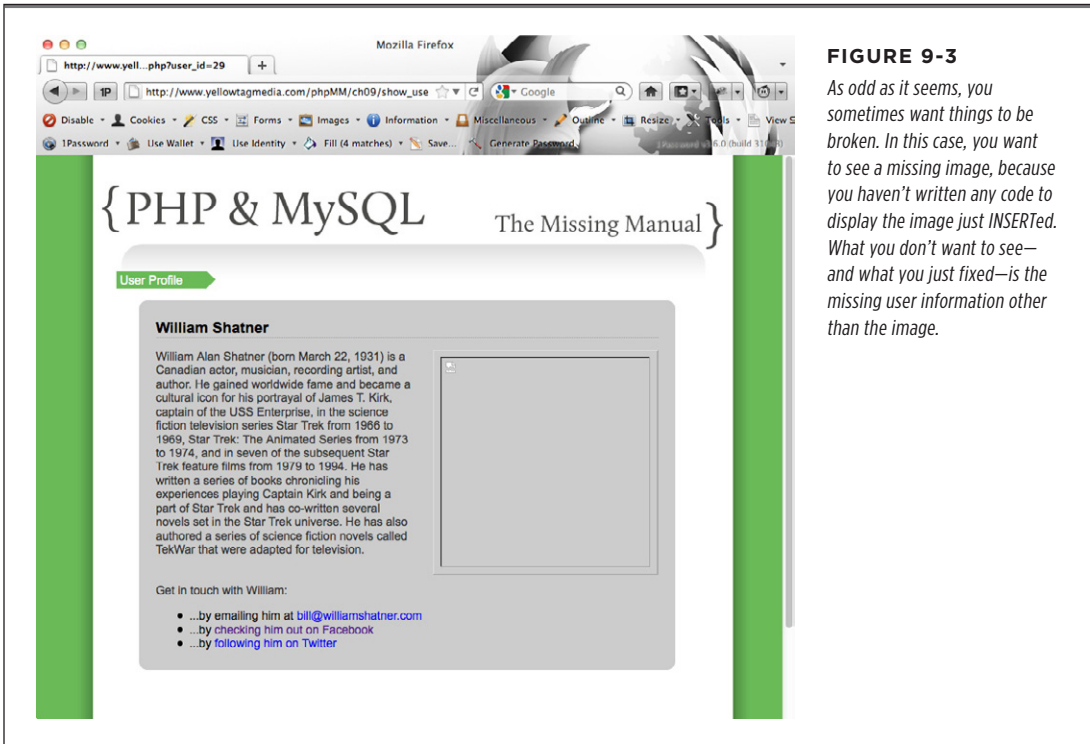 Mozilla Firefox
http://www.yell...php?user_id=29
+
1P
http://www.yellowtagmedia.com/phpMM/ch09/show_use
Google
Disable Cookies CSS Forms Images Information Miscellaneous Outline Resize Tools View S
1Password Use Wallet Use Identity Fill (4 matches) Save... Generate Password
{PHP & MySQL
The Missing Manual}
User Profile
William Shatner
William Alan Shatner (born March 22, 1931) is a
Canadian actor, musician, recording artist, and
author. He gained worldwide fame and became a
cultural icon for his portrayal of James T. Kirk,
captain of the USS Enterprise, in the science
fiction television series Star Trek from 1966 to
1969, Star Trek: The Animated Series from 1973
to 1974, and in seven of the subsequent Star
Trek feature films from 1979 to 1994. He has
written a series of books chronicling his
experiences playing Captain Kirk and being a
part of Star Trek and has co-written several
novels set in the Star Trek universe. He has also
authored a series of science fiction novels called
TekWar that were adapted for television.
Get in touch with William:
...by emailing him at bill@williamshatner.com
...by checking him out on Facebook
...by following him on Twitter
FIGURE 9-3
As odd as it seems, you
sometimes want things to be
broken. In this case, you want
to see a missing image, because
you haven't written any code to
display the image just INSERTed.
What you don't want to see—
and what you just fixed—is the
missing user information other
than the image.